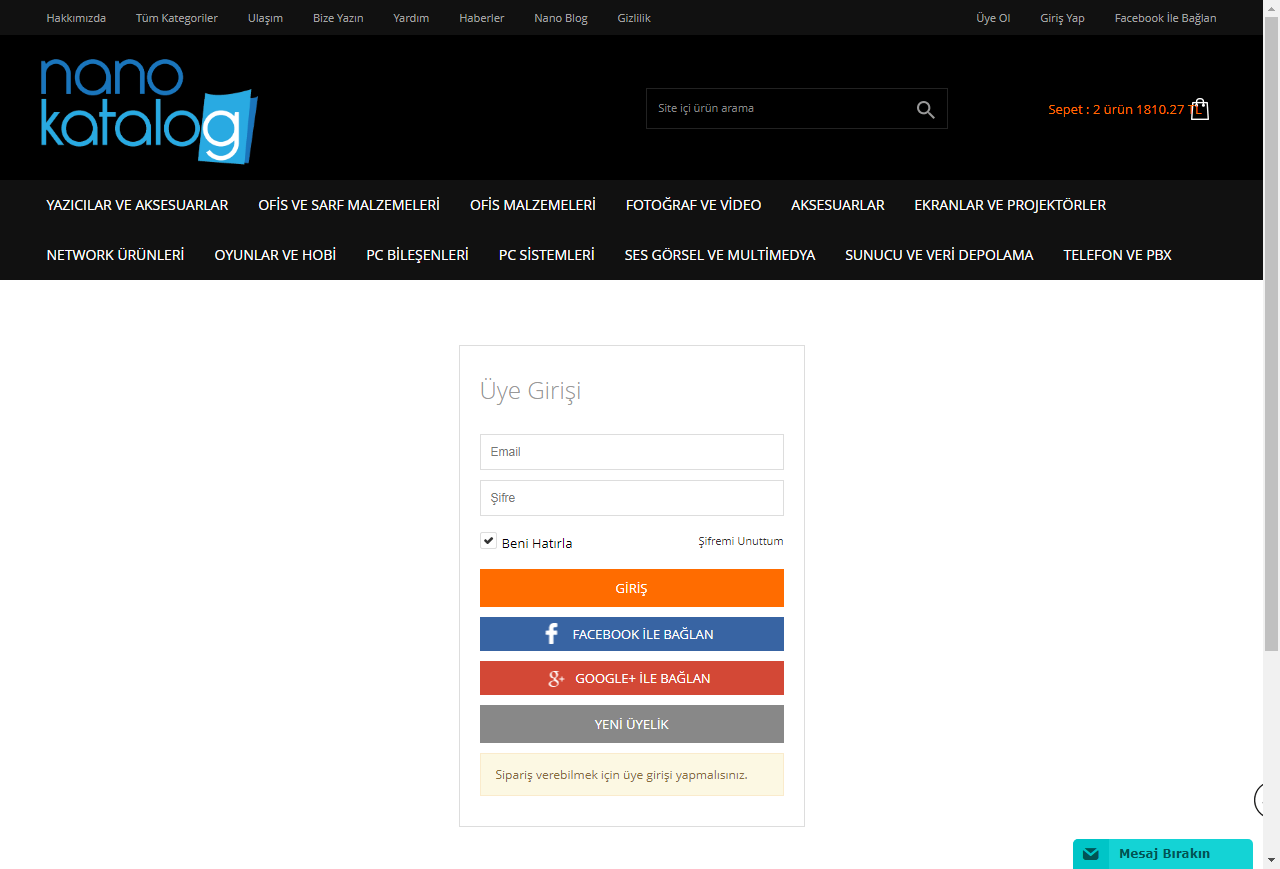 Hakkımızda Tüm Kategoriler Ulaşım Bize Yazın Yardım Haberler Nano Blog Gizlilik Üye Ol Giriş Yap Facebook İle Bağlan
nano
katalog
Site içi ürün arama
Sepet : 2 ürün 1810.27 TL
YAZICILAR VE AKSESUARLAR OFİS VE SARF MALZEMELERİ OFİS MALZEMELERİ FOTOĞRAF VE VİDEO AKSESUARLAR EKRANLAR VE PROJEKTÖRLER
NETWORK ÜRÜNLERİ OYUNLAR VE HOBİ PC BİLEŞENLERİ PC SİSTEMLERİ SES GÖRSEL VE MULTİMEDYA SUNUCU VE VERİ DEPOLAMA TELEFON VE PBX
Üye Girişi
Email
Şifre
Beni Hatırla Şifremi Unuttum
GİRİŞ
f FACEBOOK İLE BAĞLAN
g+ GOOGLE+ İLE BAĞLAN
YENİ ÜYELİK
Sipariş verebilmek için üye girişi yapmalısınız.
Mesaj Bırakın